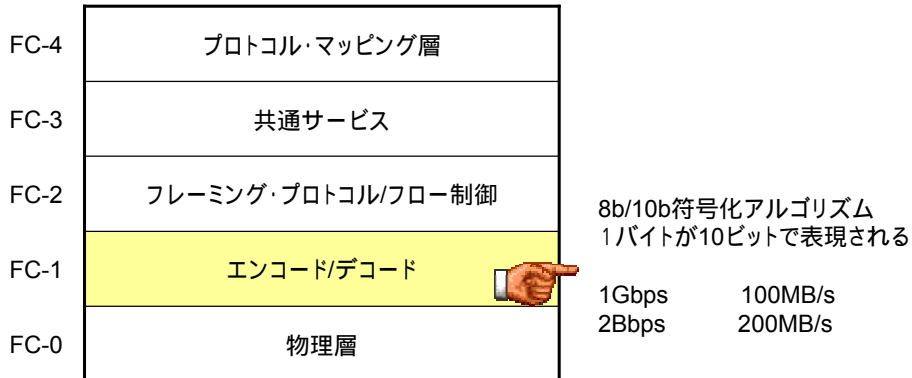 FC-4 プロトコル・マッピング層
FC-3 共通サービス
FC-2 フレーミング・プロトコル/フロー制御
8b/10b符号化アルゴリズム
1バイトが10ビットで表現される
FC-1 エンコード/デコード
1Gbps 100MB/s
2Bbps 200MB/s
FC-0 物理層